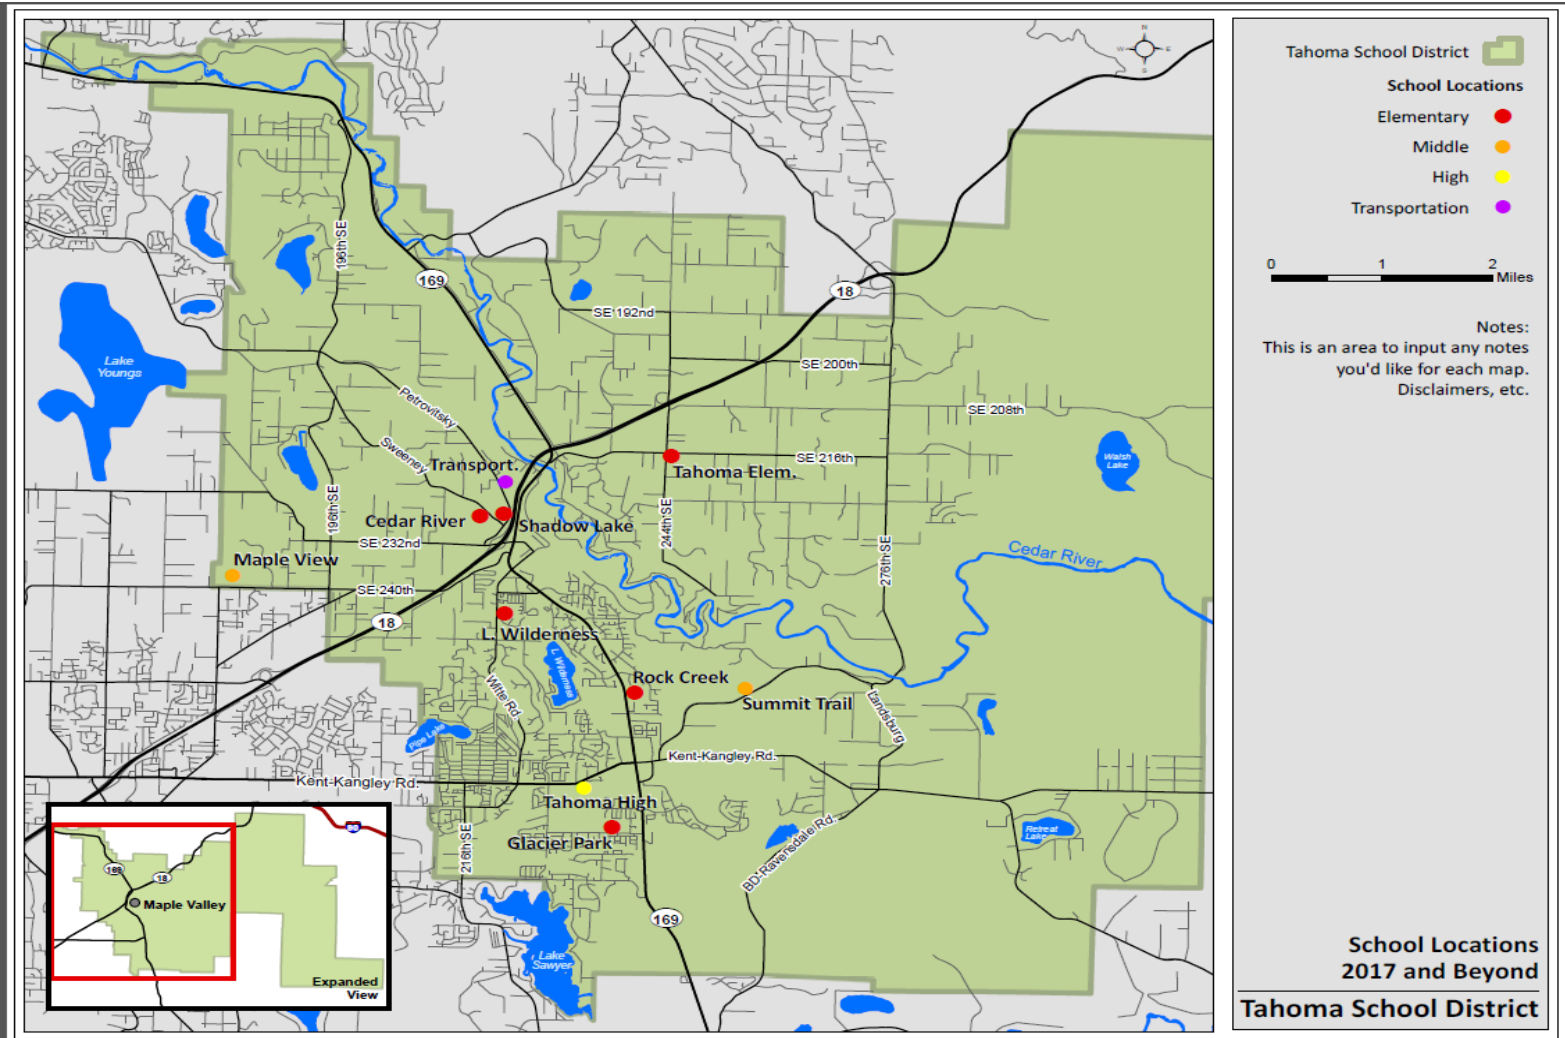 N
W
E
S
196th SE
169
18
SE 192nd
SE 200th
Lake
Youngs
Petrovitsky
SE 208th
Sweeney
Transport.
SE 216th
Tahoma Elem.
Walsh
Lake
196th SE
Cedar River
Shadow Lake
244th SE
SE 232nd
276th SE
Cedar River
Maple View
SE 240th
18
L. Wilderness
L Wilderness
Rock Creek
Witte Rd.
Summit Trail
Landsburg
Pipe Lake
Kent-Kangley Rd.
Kent-Kangley Rd.
Tahoma High
Glacier Park
216th SE
BD-Ravensdale Rd.
Retreat
Lake
169
Lake
Sawyer
169
18
Maple Valley
Expanded
View
Tahoma School District
School Locations
Elementary
Middle
High
Transportation
0 1 2
Miles
Notes:
This is an area to input any notes
you'd like for each map.
Disclaimers, etc.
School Locations
2017 and Beyond
Tahoma School District